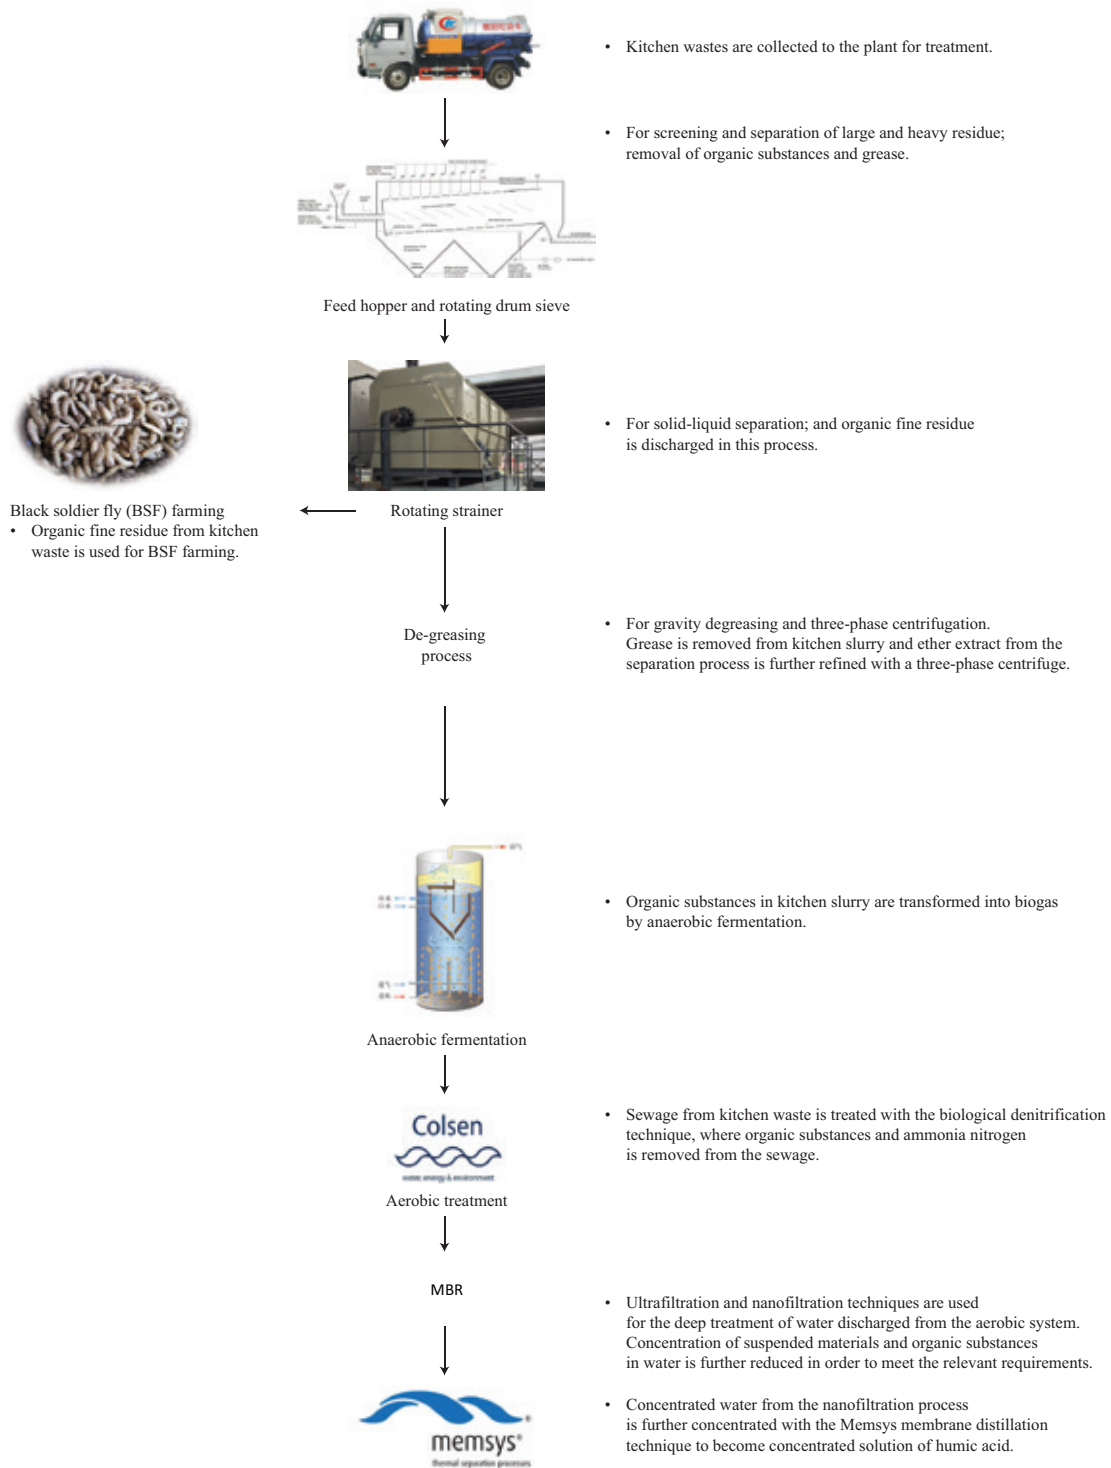 • Kitchen wastes are collected to the plant for treatment.
• For screening and separation of large and heavy residue;
removal of organic substances and grease.
Feed hopper and rotating drum sieve
• For solid-liquid separation; and organic fine residue
is discharged in this process.
Black soldier fly (BSF) farming
• Organic fine residue from kitchen
waste is used for BSF farming.
Rotating strainer
De-greasing
process
• For gravity degreasing and three-phase centrifugation.
Grease is removed from kitchen slurry and ether extract from the
separation process is further refined with a three-phase centrifuge.
• Organic substances in kitchen slurry are transformed into biogas
by anaerobic fermentation.
Anaerobic fermentation
Colsen
water, energy & environment
Aerobic treatment
• Sewage from kitchen waste is treated with the biological denitrification
technique, where organic substances and ammonia nitrogen
is removed from the sewage.
MBR
• Ultrafiltration and nanofiltration techniques are used
for the deep treatment of water discharged from the aerobic system.
Concentration of suspended materials and organic substances
in water is further reduced in order to meet the relevant requirements.
memsys®
thermal separation processes
• Concentrated water from the nanofiltration process
is further concentrated with the Memsys membrane distillation
technique to become concentrated solution of humic acid.